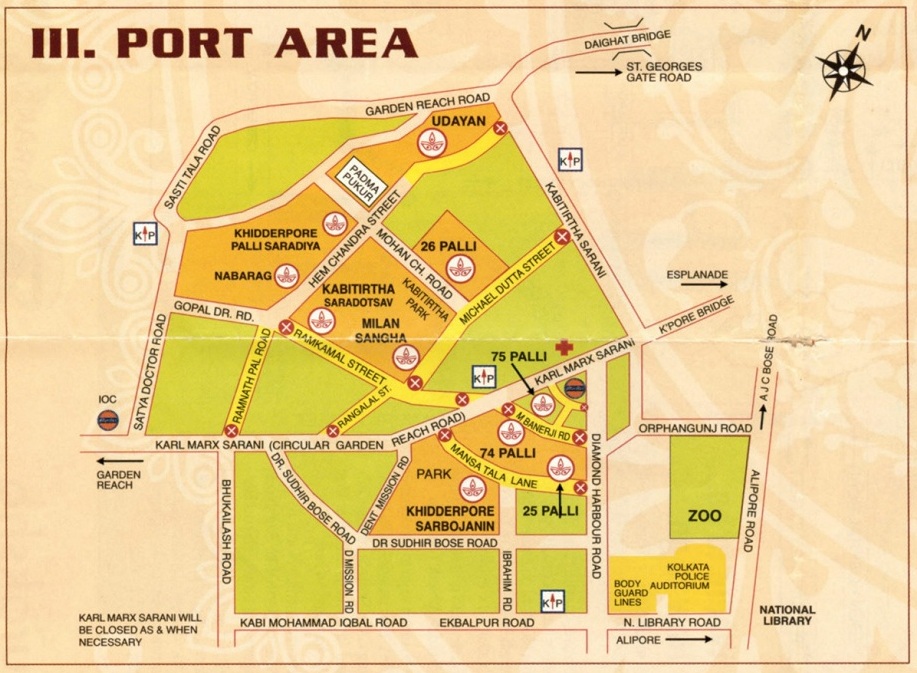 III. PORT AREA
N
DAIGHAT BRIDGE
ST. GEORGES
GATE ROAD
GARDEN REACH ROAD
UDAYAN
SASTI TALA ROAD
PADMA
PUKUR
K P
KABITIRTHA SARANI
K P
HEM CHANDRA STREET
KHIDDERPORE
PALLI SARADIYA
NABARAG
MOHAN CH. ROAD
26 PALLI
KABITIRTHA
PARK
MICHAEL DUTTA STREET
ESPLANADE
K'PORE BRIDGE
GOPAL DR. RD.
KABITIRTHA
SARADOTSAV
MILAN
SANGHA
SATYA DOCTOR ROAD
RAMNATH PAL ROAD
RAMKAMAL STREET
RANGALAL ST.
K P
75 PALLI
KARL MARX SARANI
A J C BOSE ROAD
IOC
M BANERJI RD
ORPHANGUNJ ROAD
KARL MARX SARANI (CIRCULAR GARDEN REACH ROAD)
GARDEN
REACH
74 PALLI
MANSA TALA LANE
PARK
KHIDDERPORE
SARBOJANIN
25 PALLI
DIAMOND HARBOUR ROAD
ZOO
ALIPORE ROAD
BHUKAILASH ROAD
DR. SUDHIR BOSE ROAD
DENT MISSION RD
DR SUDHIR BOSE ROAD
D MISSION RD
IBRAHIM RD
K P
BODY
GUARD
LINES
KOLKATA
POLICE
AUDITORIUM
KARL MARX SARANI WILL
BE CLOSED AS & WHEN
NECESSARY
KABI MOHAMMAD IQBAL ROAD
EKBALPUR ROAD
N. LIBRARY ROAD
NATIONAL
LIBRARY
ALIPORE